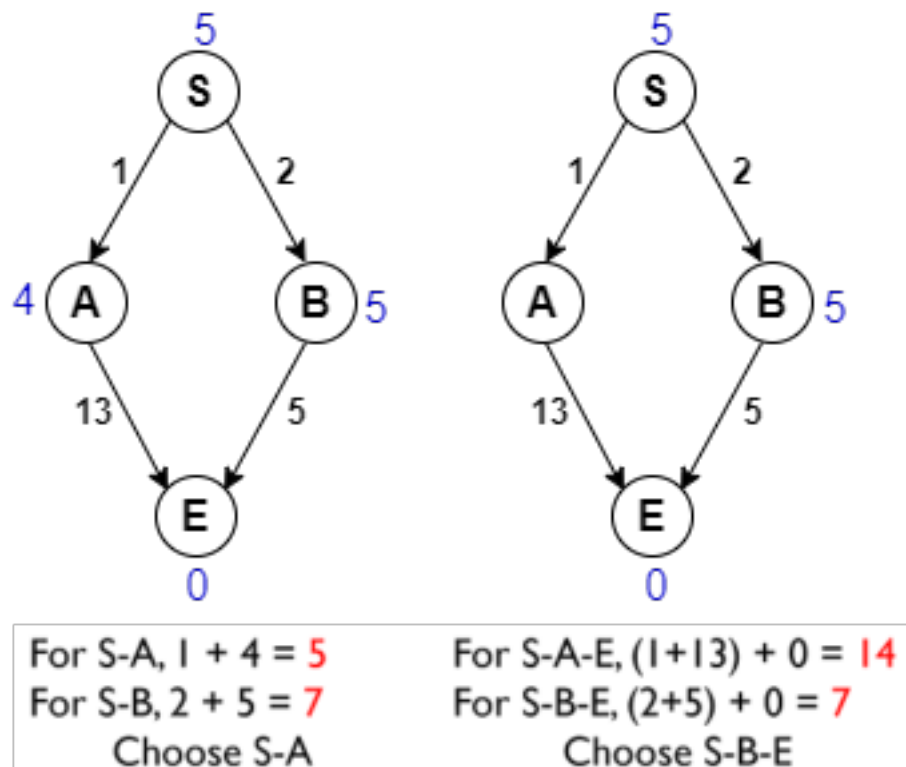 5
S
1
2
4
A
B
5
13
5
E
0
5
S
1
2
A
B
5
13
5
E
0
For S-A, 1 + 4 = 5
For S-B, 2 + 5 = 7
Choose S-A
For S-A-E, (1+13) + 0 = 14
For S-B-E, (2+5) + 0 = 7
Choose S-B-E